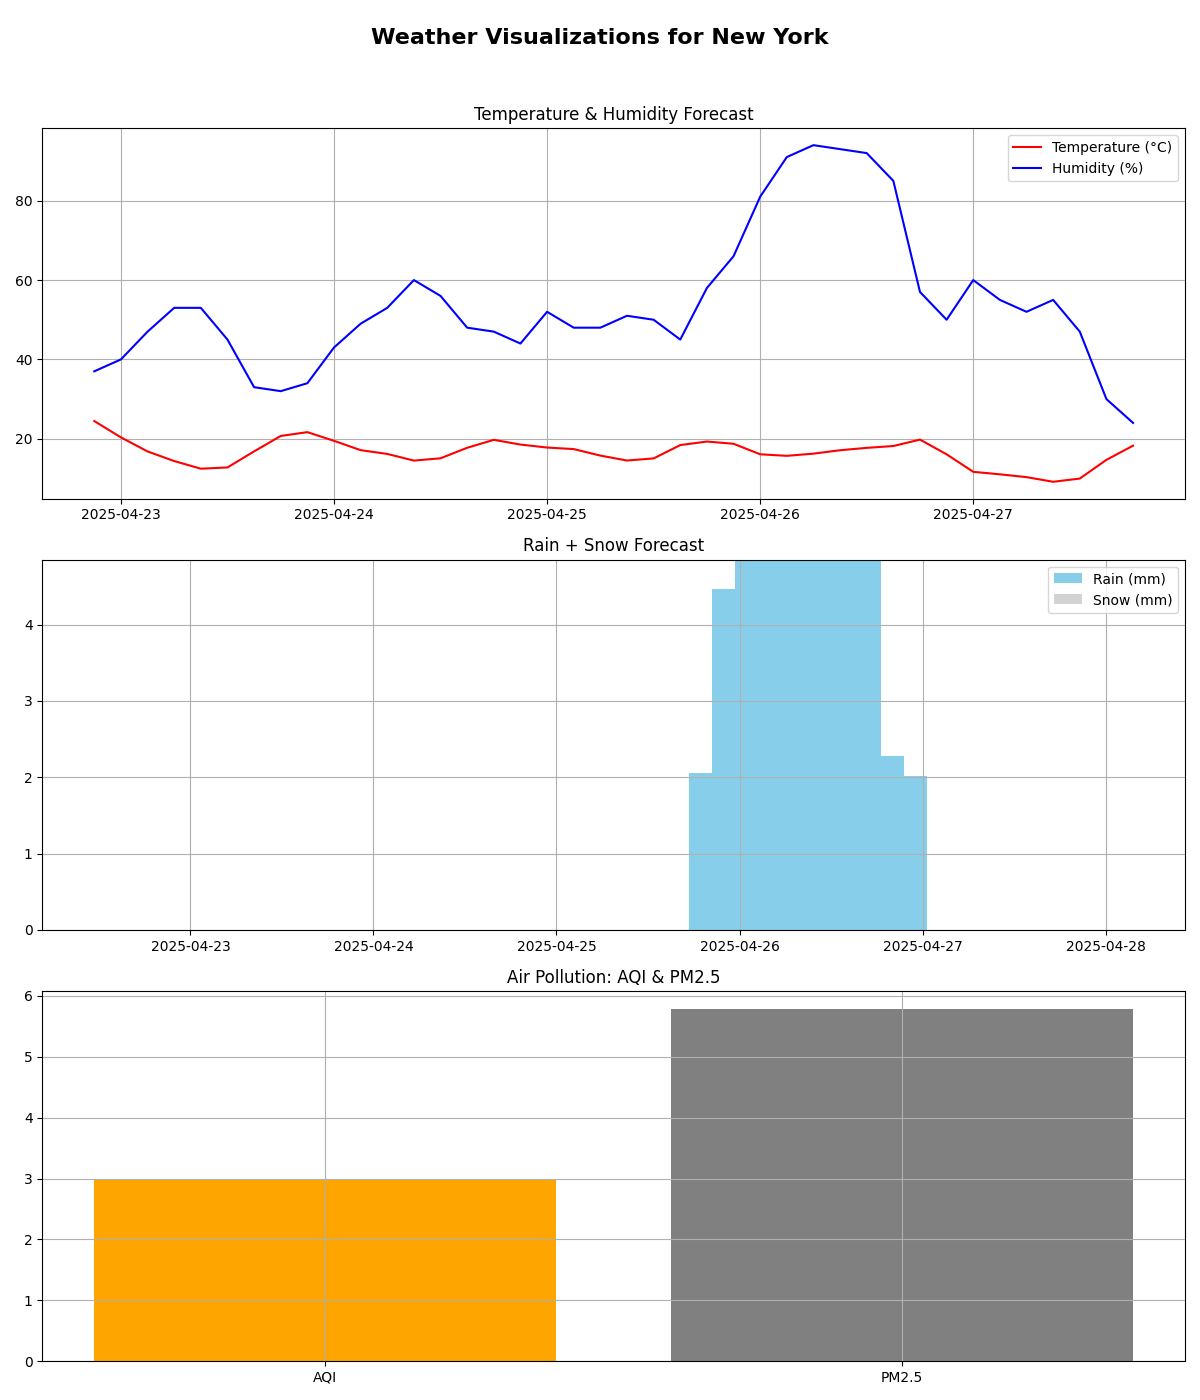 Weather Visualizations for New York
Temperature & Humidity Forecast
Temperature (°C)
Humidity (%)
80
60
40
20
2025-04-23 2025-04-24 2025-04-25 2025-04-26 2025-04-27
Rain + Snow Forecast
Rain (mm)
Snow (mm)
4
3
2
1
0
2025-04-23 2025-04-24 2025-04-25 2025-04-26 2025-04-27 2025-04-28
Air Pollution: AQI & PM2.5
6
5
4
3
2
1
0
AQI PM2.5